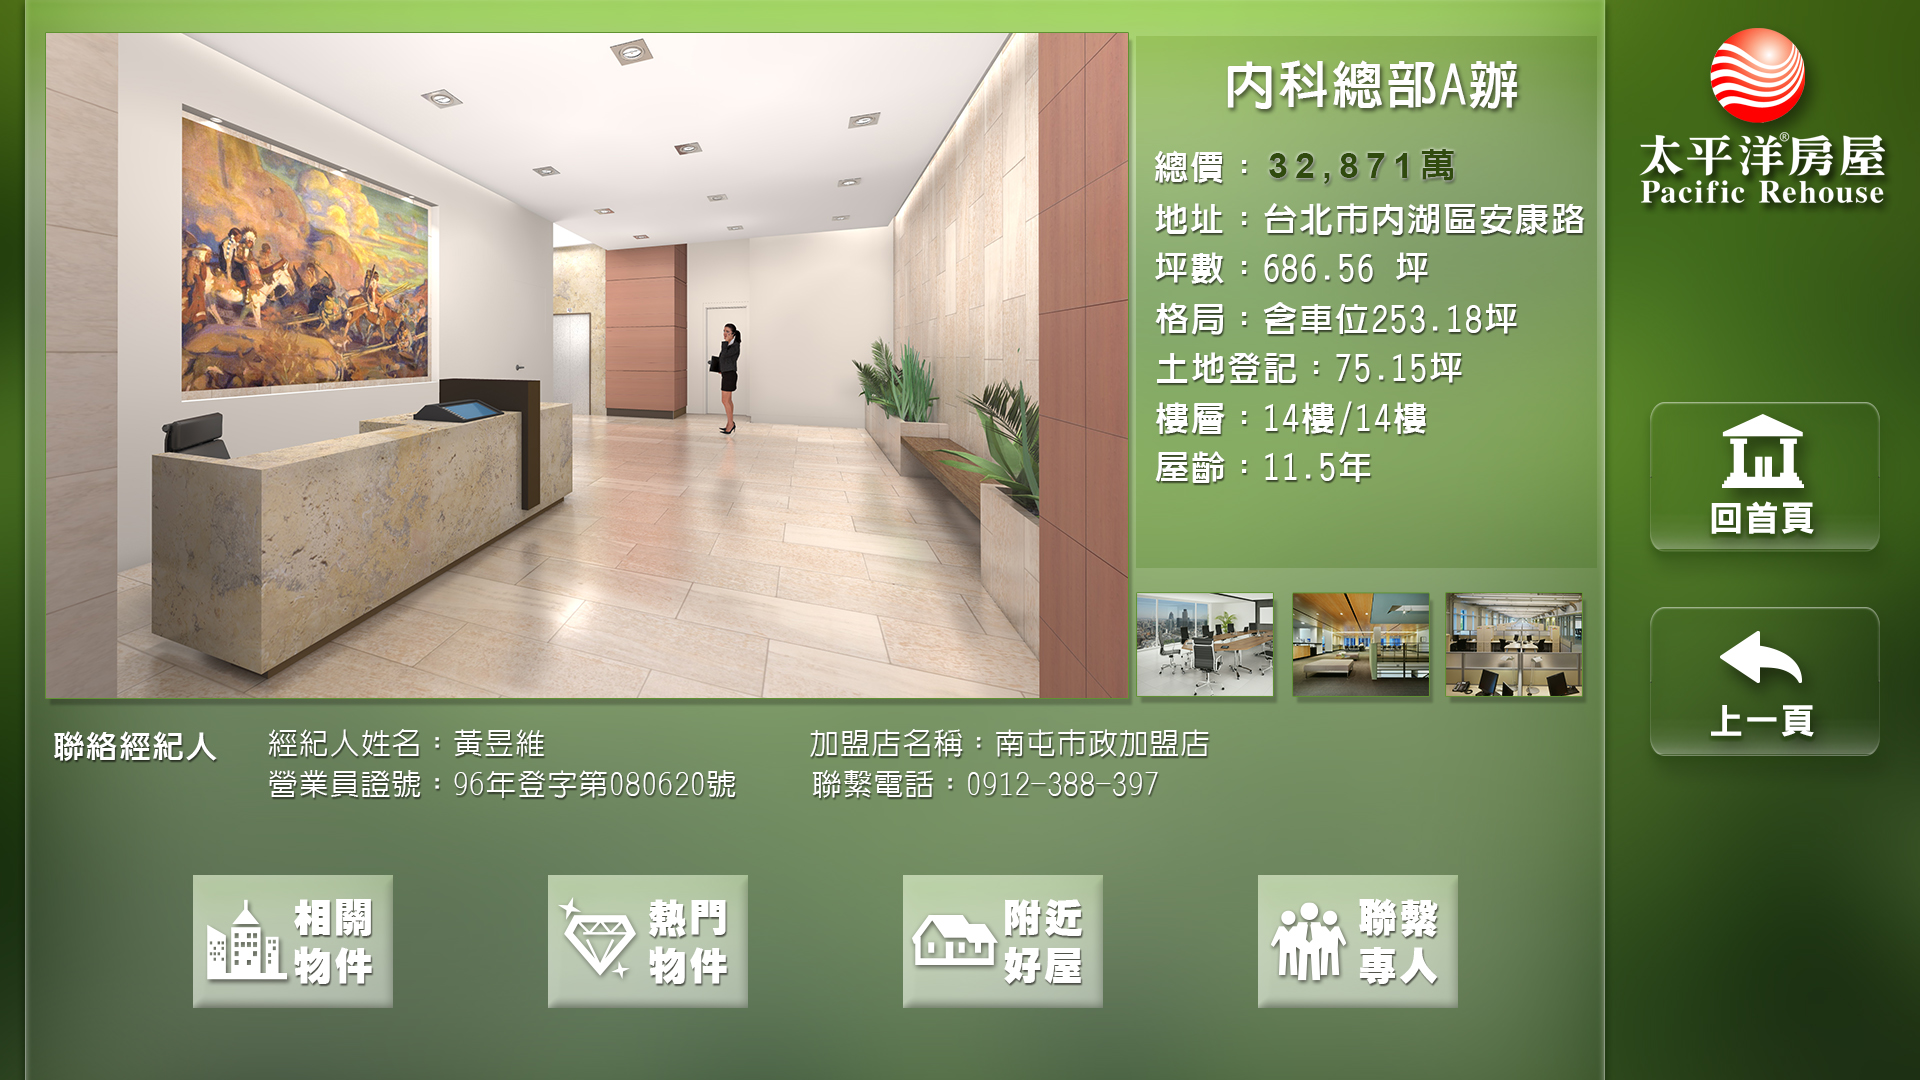 内科總部A辦
總價：32,871萬
地址：台北市内湖區安康路
坪數：686.56 坪
格局：含車位253.18坪
土地登記：75.15坪
樓層：14樓/14樓
屋齡：11.5年
太平洋房屋®
Pacific Rehouse
回首頁
上一頁
聯絡經紀人
經紀人姓名：黃昱維
加盟店名稱：南屯市政加盟店
營業員證號：96年登字第080620號
聯繫電話：0912-388-397
相關
物件
熱門
物件
附近
好屋
聯繫
專人